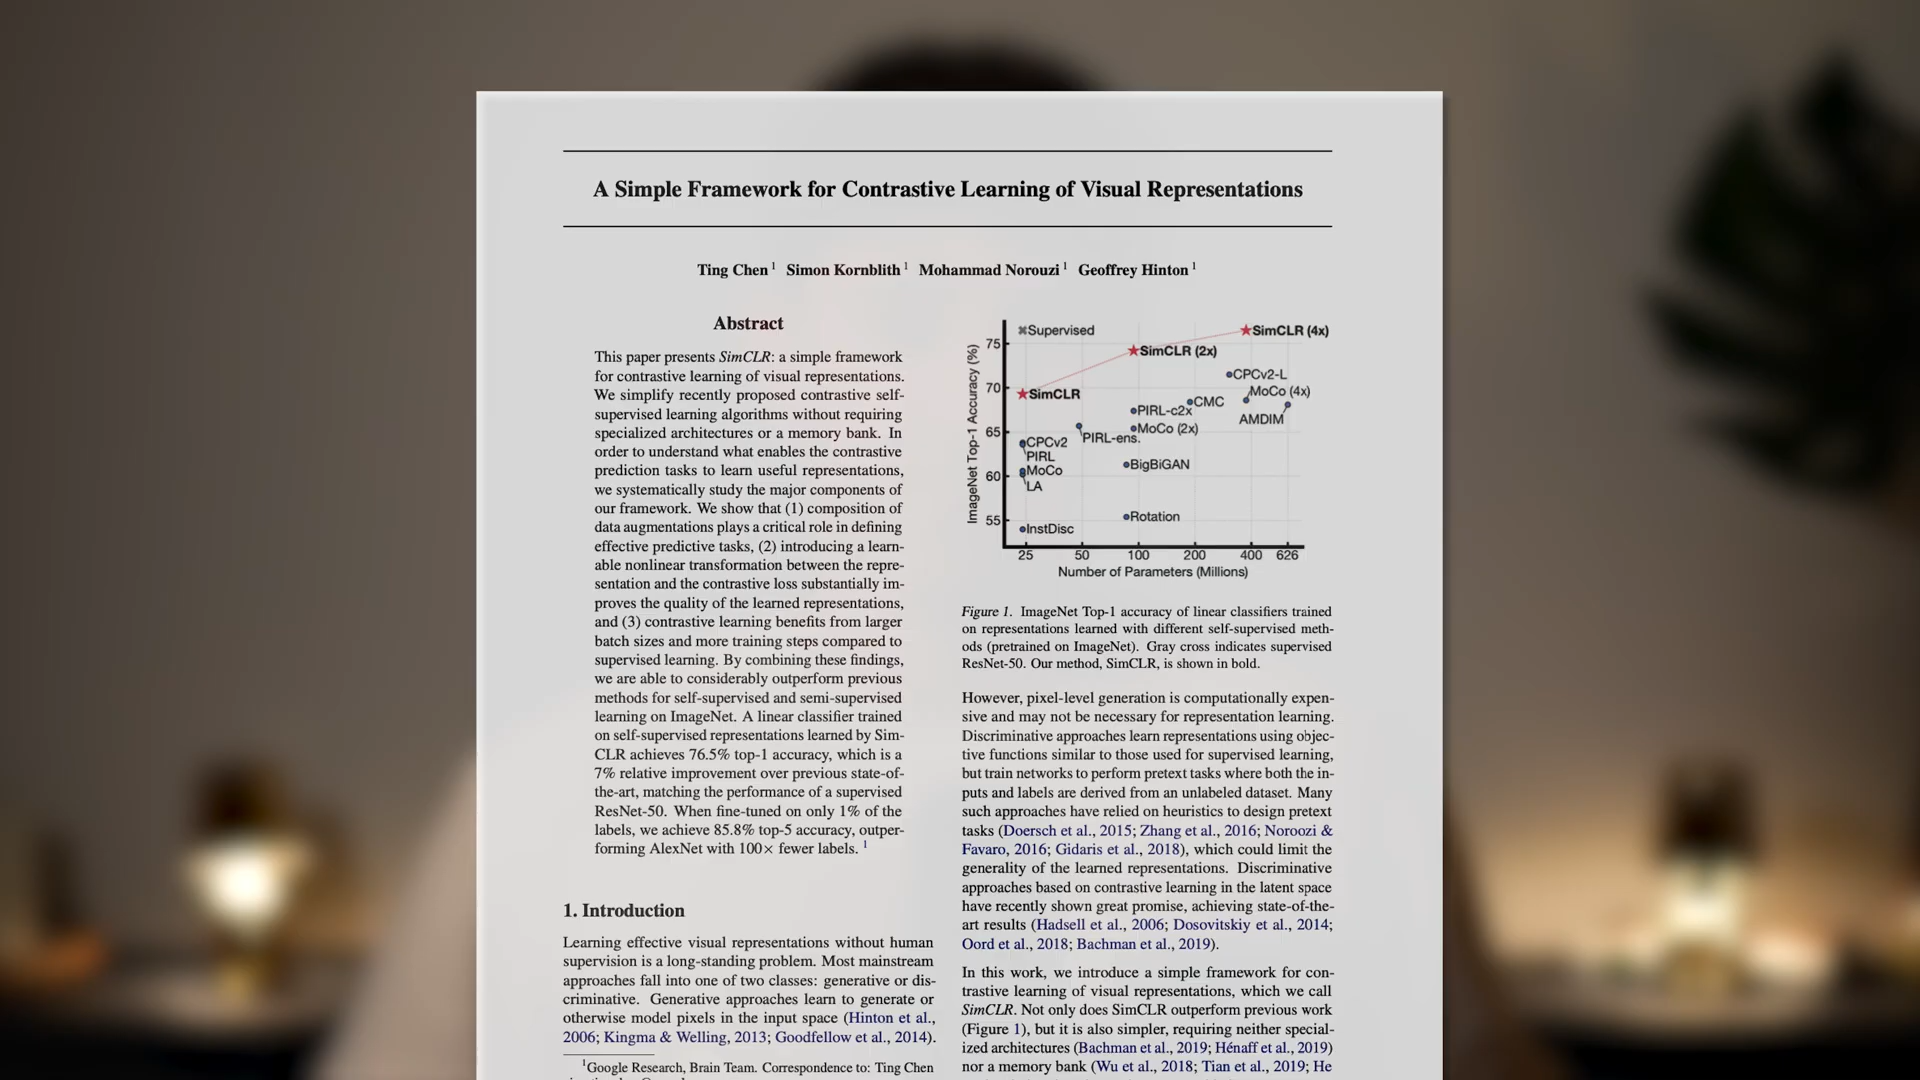 A Simple Framework for Contrastive Learning of Visual Representations
Ting Chen 1 Simon Kornblith 1 Mohammad Norouzi 1 Geoffrey Hinton 1
Abstract
This paper presents SimCLR: a simple framework
for contrastive learning of visual representations.
We simplify recently proposed contrastive self-
supervised learning algorithms without requiring
specialized architectures or a memory bank. In
order to understand what enables the contrastive
prediction tasks to learn useful representations,
we systematically study the major components of
our framework. We show that (1) composition of
data augmentations plays a critical role in defining
effective predictive tasks, (2) introducing a learn-
able nonlinear transformation between the repre-
sentation and the contrastive loss substantially im-
proves the quality of the learned representations,
and (3) contrastive learning benefits from larger
batch sizes and more training steps compared to
supervised learning. By combining these findings,
we are able to considerably outperform previous
methods for self-supervised and semi-supervised
learning on ImageNet. A linear classifier trained
on self-supervised representations learned by Sim-
CLR achieves 76.5% top-1 accuracy, which is a
7% relative improvement over previous state-of-
the-art, matching the performance of a supervised
ResNet-50. When fine-tuned on only 1% of the
labels, we achieve 85.8% top-5 accuracy, outper-
forming AlexNet with 100× fewer labels. 1
1. Introduction
Learning effective visual representations without human
supervision is a long-standing problem. Most mainstream
approaches fall into one of two classes: generative or dis-
criminative. Generative approaches learn to generate or
otherwise model pixels in the input space (Hinton et al.,
2006; Kingma & Welling, 2013; Goodfellow et al., 2014).
1Google Research, Brain Team. Correspondence to: Ting Chen
ImageNet Top-1 Accuracy (%)
75
70
65
60
55
Supervised
SimCLR (4x)
SimCLR (2x)
CPCv2-L
SimCLR
MoCo (4x)
CMC
PIRL-c2x
AMDIM
MoCo (2x)
PIRL-ens.
CPCv2
PIRL
BigBiGAN
MoCo
LA
Rotation
InstDisc
25 50 100 200 400 626
Number of Parameters (Millions)
Figure 1. ImageNet Top-1 accuracy of linear classifiers trained
on representations learned with different self-supervised meth-
ods (pretrained on ImageNet). Gray cross indicates supervised
ResNet-50. Our method, SimCLR, is shown in bold.
However, pixel-level generation is computationally expen-
sive and may not be necessary for representation learning.
Discriminative approaches learn representations using objec-
tive functions similar to those used for supervised learning,
but train networks to perform pretext tasks where both the in-
puts and labels are derived from an unlabeled dataset. Many
such approaches have relied on heuristics to design pretext
tasks (Doersch et al., 2015; Zhang et al., 2016; Noroozi &
Favaro, 2016; Gidaris et al., 2018), which could limit the
generality of the learned representations. Discriminative
approaches based on contrastive learning in the latent space
have recently shown great promise, achieving state-of-the-
art results (Hadsell et al., 2006; Dosovitskiy et al., 2014;
Oord et al., 2018; Bachman et al., 2019).
In this work, we introduce a simple framework for con-
trastive learning of visual representations, which we call
SimCLR. Not only does SimCLR outperform previous work
(Figure 1), but it is also simpler, requiring neither special-
ized architectures (Bachman et al., 2019; Hénaff et al., 2019)
nor a memory bank (Wu et al., 2018; Tian et al., 2019; He